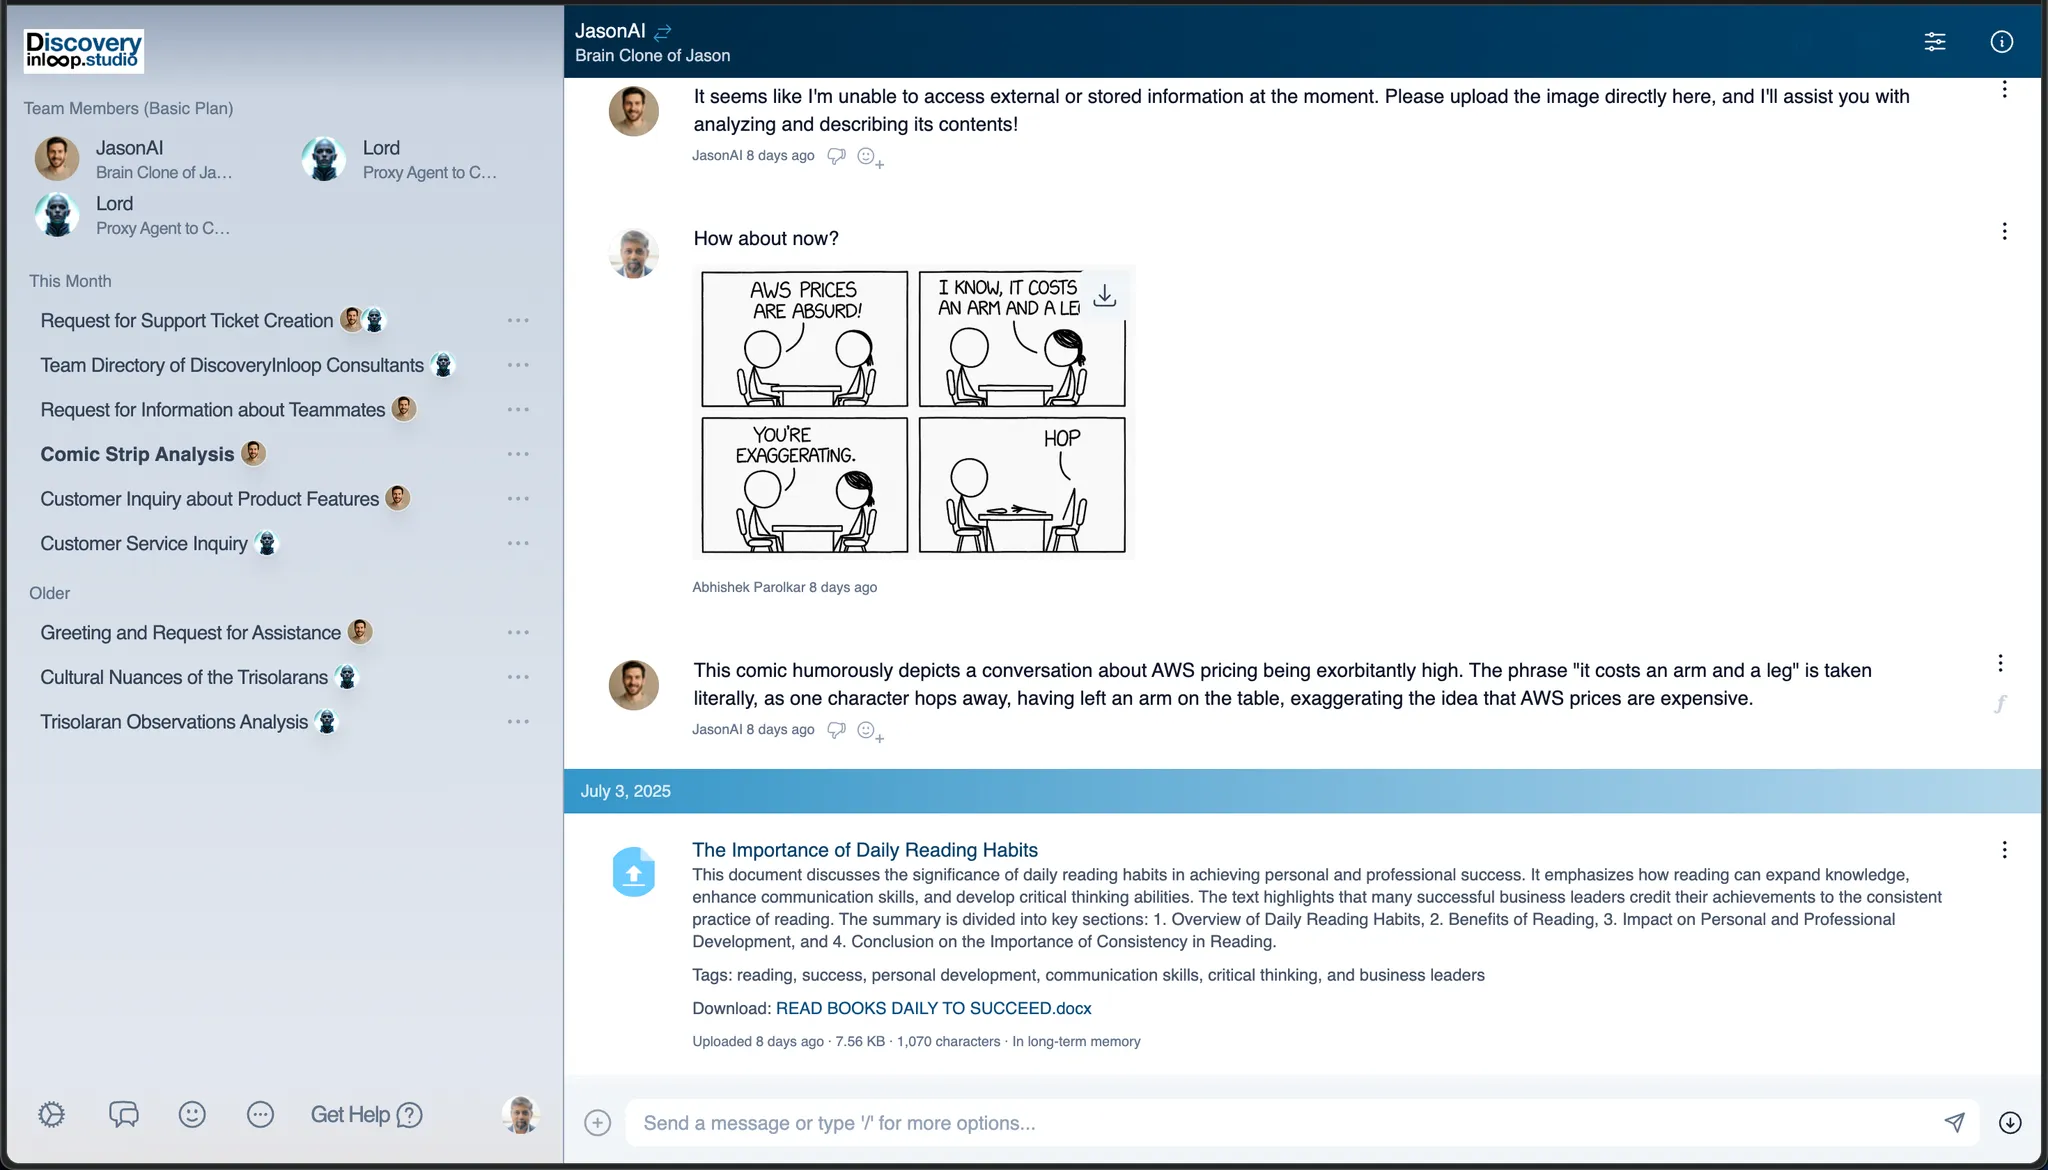 Discovery
inloop.studio
Team Members (Basic Plan)
JasonAI
Brain Clone of Ja...
Lord
Proxy Agent to C...
Lord
Proxy Agent to C...
This Month
Request for Support Ticket Creation
Team Directory of DiscoveryInloop Consultants
Request for Information about Teammates
Comic Strip Analysis
Customer Inquiry about Product Features
Customer Service Inquiry
Older
Greeting and Request for Assistance
Cultural Nuances of the Trisolarans
Trisolaran Observations Analysis
Get Help
JasonAI
Brain Clone of Jason
It seems like I'm unable to access external or stored information at the moment. Please upload the image directly here, and I'll assist you with
analyzing and describing its contents!
JasonAI 8 days ago
How about now?
AWS PRICES
ARE ABSURD!
I KNOW, IT COSTS
AN ARM AND A LE
YOU'RE
EXAGGERATING.
HOP
Abhishek Parolkar 8 days ago
This comic humorously depicts a conversation about AWS pricing being exorbitantly high. The phrase "it costs an arm and a leg" is taken
literally, as one character hops away, having left an arm on the table, exaggerating the idea that AWS prices are expensive.
JasonAI 8 days ago
July 3, 2025
The Importance of Daily Reading Habits
This document discusses the significance of daily reading habits in achieving personal and professional success. It emphasizes how reading can expand knowledge,
enhance communication skills, and develop critical thinking abilities. The text highlights that many successful business leaders credit their achievements to the consistent
practice of reading. The summary is divided into key sections: 1. Overview of Daily Reading Habits, 2. Benefits of Reading, 3. Impact on Personal and Professional
Development, and 4. Conclusion on the Importance of Consistency in Reading.
Tags: reading, success, personal development, communication skills, critical thinking, and business leaders
Download: READ BOOKS DAILY TO SUCCEED.docx
Uploaded 8 days ago · 7.56 KB · 1,070 characters · In long-term memory
Send a message or type '/' for more options...